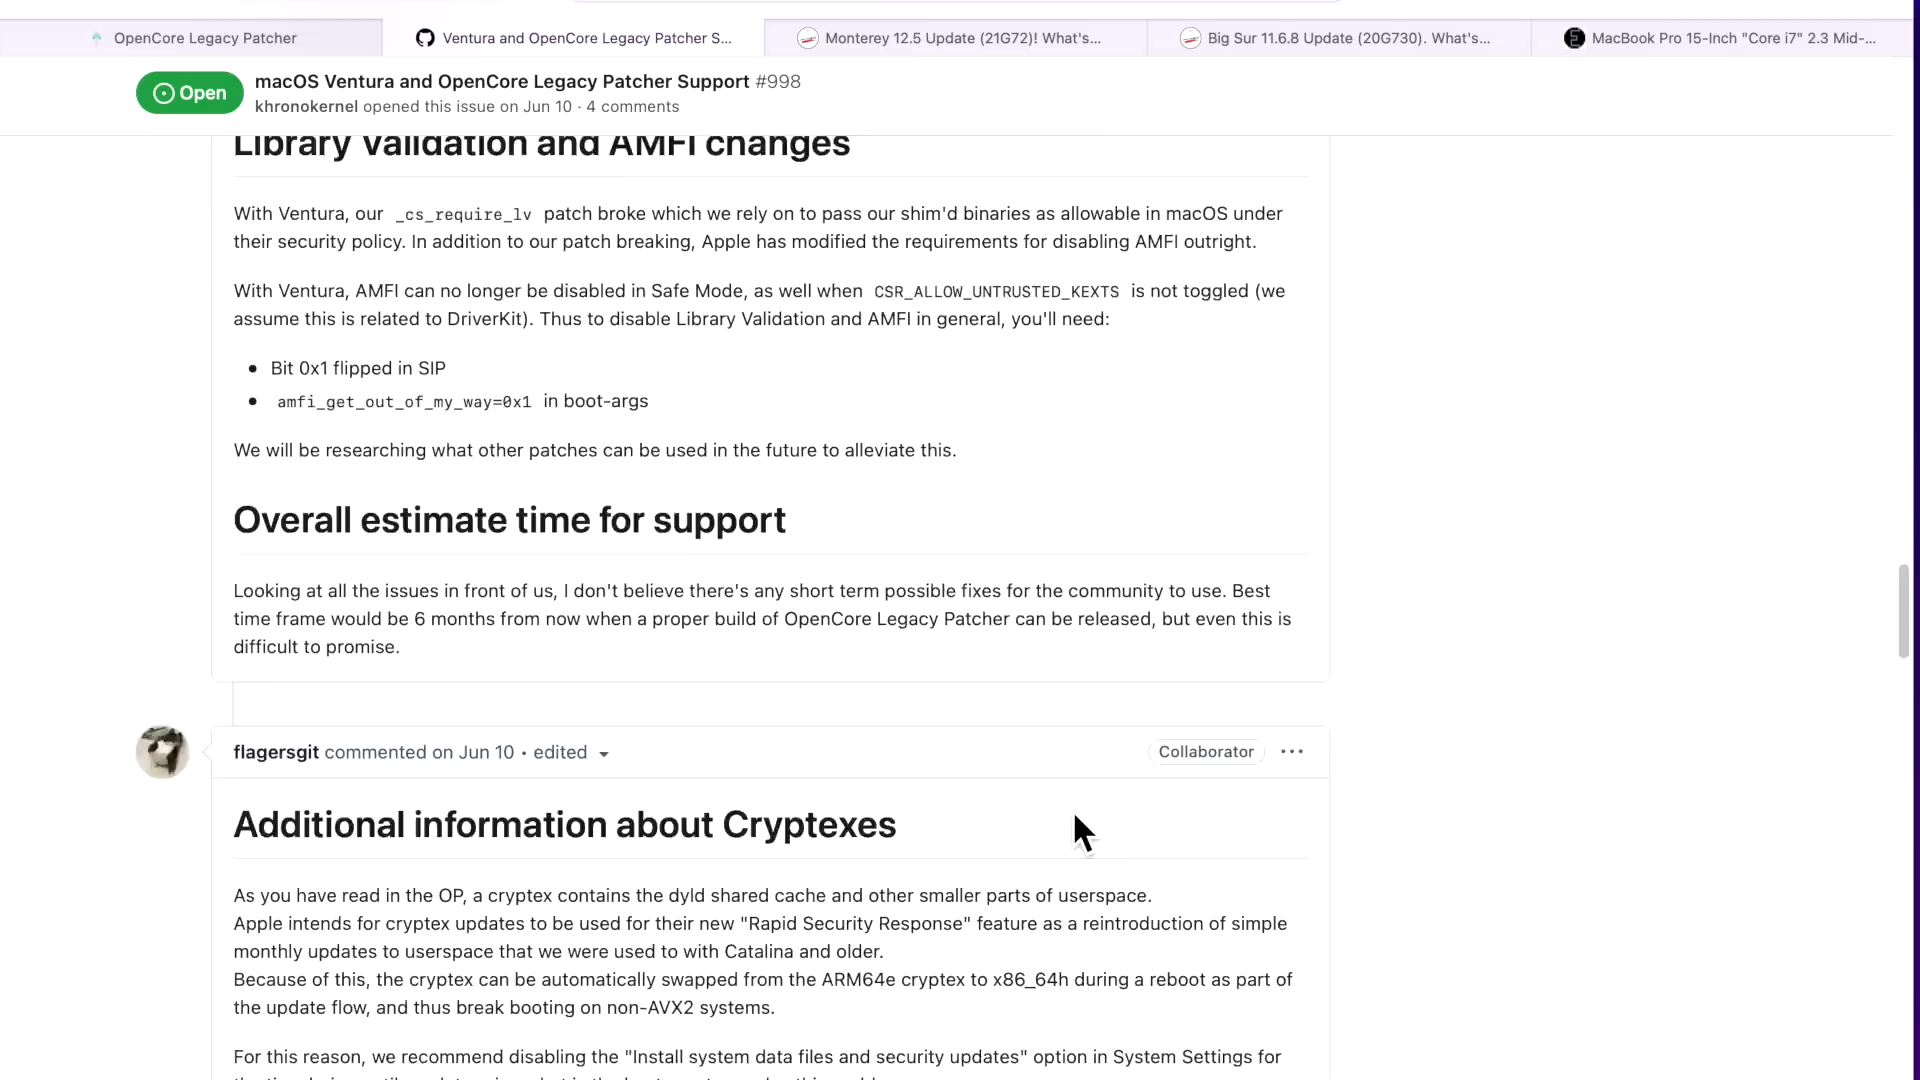 OpenCore Legacy Patcher
Ventura and OpenCore Legacy Patcher S...
Monterey 12.5 Update (21G72)! What's...
Big Sur 11.6.8 Update (20G730). What's...
MacBook Pro 15-Inch "Core i7" 2.3 Mid-...
Open
macOS Ventura and OpenCore Legacy Patcher Support #998
khronokernel opened this issue on Jun 10 · 4 comments
Library Validation and AMFI changes
With Ventura, our _cs_require_lv patch broke which we rely on to pass our shim'd binaries as allowable in macOS under
their security policy. In addition to our patch breaking, Apple has modified the requirements for disabling AMFI outright.
With Ventura, AMFI can no longer be disabled in Safe Mode, as well when CSR_ALLOW_UNTRUSTED_KEXTS is not toggled (we
assume this is related to DriverKit). Thus to disable Library Validation and AMFI in general, you'll need:
• Bit 0x1 flipped in SIP
• amfi_get_out_of_my_way=0x1 in boot-args
We will be researching what other patches can be used in the future to alleviate this.
Overall estimate time for support
Looking at all the issues in front of us, I don't believe there's any short term possible fixes for the community to use. Best
time frame would be 6 months from now when a proper build of OpenCore Legacy Patcher can be released, but even this is
difficult to promise.
flagersgit commented on Jun 10 • edited
Collaborator
Additional information about Cryptexes
As you have read in the OP, a cryptex contains the dyld shared cache and other smaller parts of userspace.
Apple intends for cryptex updates to be used for their new "Rapid Security Response" feature as a reintroduction of simple
monthly updates to userspace that we were used to with Catalina and older.
Because of this, the cryptex can be automatically swapped from the ARM64e cryptex to x86_64h during a reboot as part of
the update flow, and thus break booting on non-AVX2 systems.
For this reason, we recommend disabling the "Install system data files and security updates" option in System Settings for